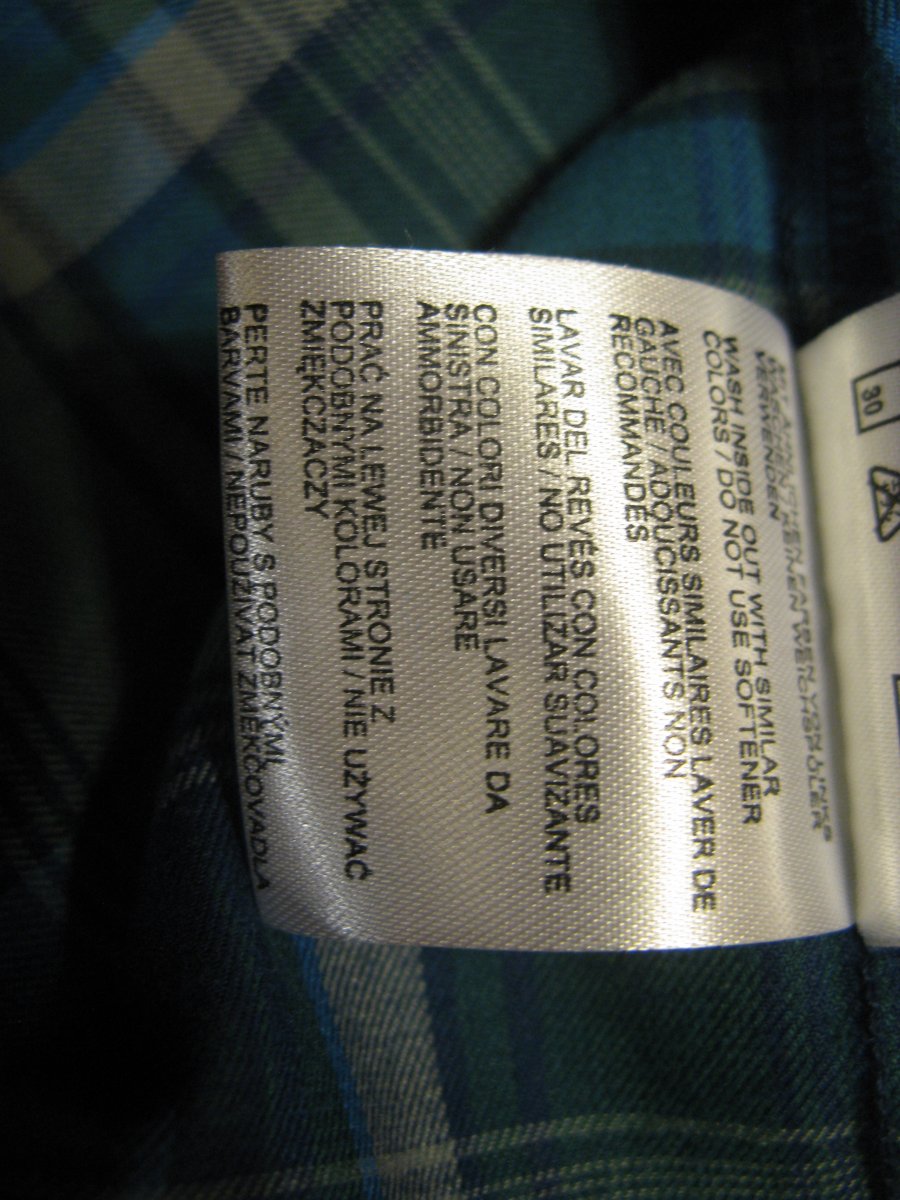 WASCHEN
VERWENDEN
WASH INSIDE OUT WITH SIMILAR
COLORS / DO NOT USE SOFTENER
AVEC COULEURS SIMILAIRES LAVER DE
GAUCHE / ADOUCISSANTS NON
RECOMMANDÉS
LAVAR DEL REVÉS CON COLORES
SIMILARES / NO UTILIZAR SUAVIZANTE
CON COLORI DIVERSI LAVARE DA
SINISTRA / NON USARE
AMMORBIDENTE
PRAĆ NA LEWEJ STRONIE Z
PODOBNYMI KOLORAMI / NIE UŻYWAĆ
ZMIĘKCZACZY
PERTE NARUBY S PODOBNÝMI
BARVAMI / NEPOUŽÍVAT ZMĚKČOVADLA
30